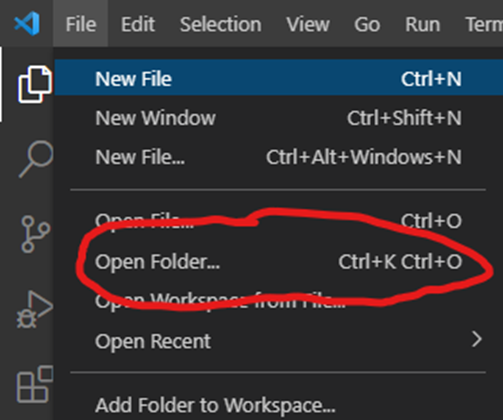 File Edit Selection View Go Run Term
New File Ctrl+N
New Window Ctrl+Shift+N
New File... Ctrl+Alt+Windows+N
Open File... Ctrl+O
Open Folder... Ctrl+K Ctrl+O
Open Workspace from File...
Open Recent
Add Folder to Workspace...